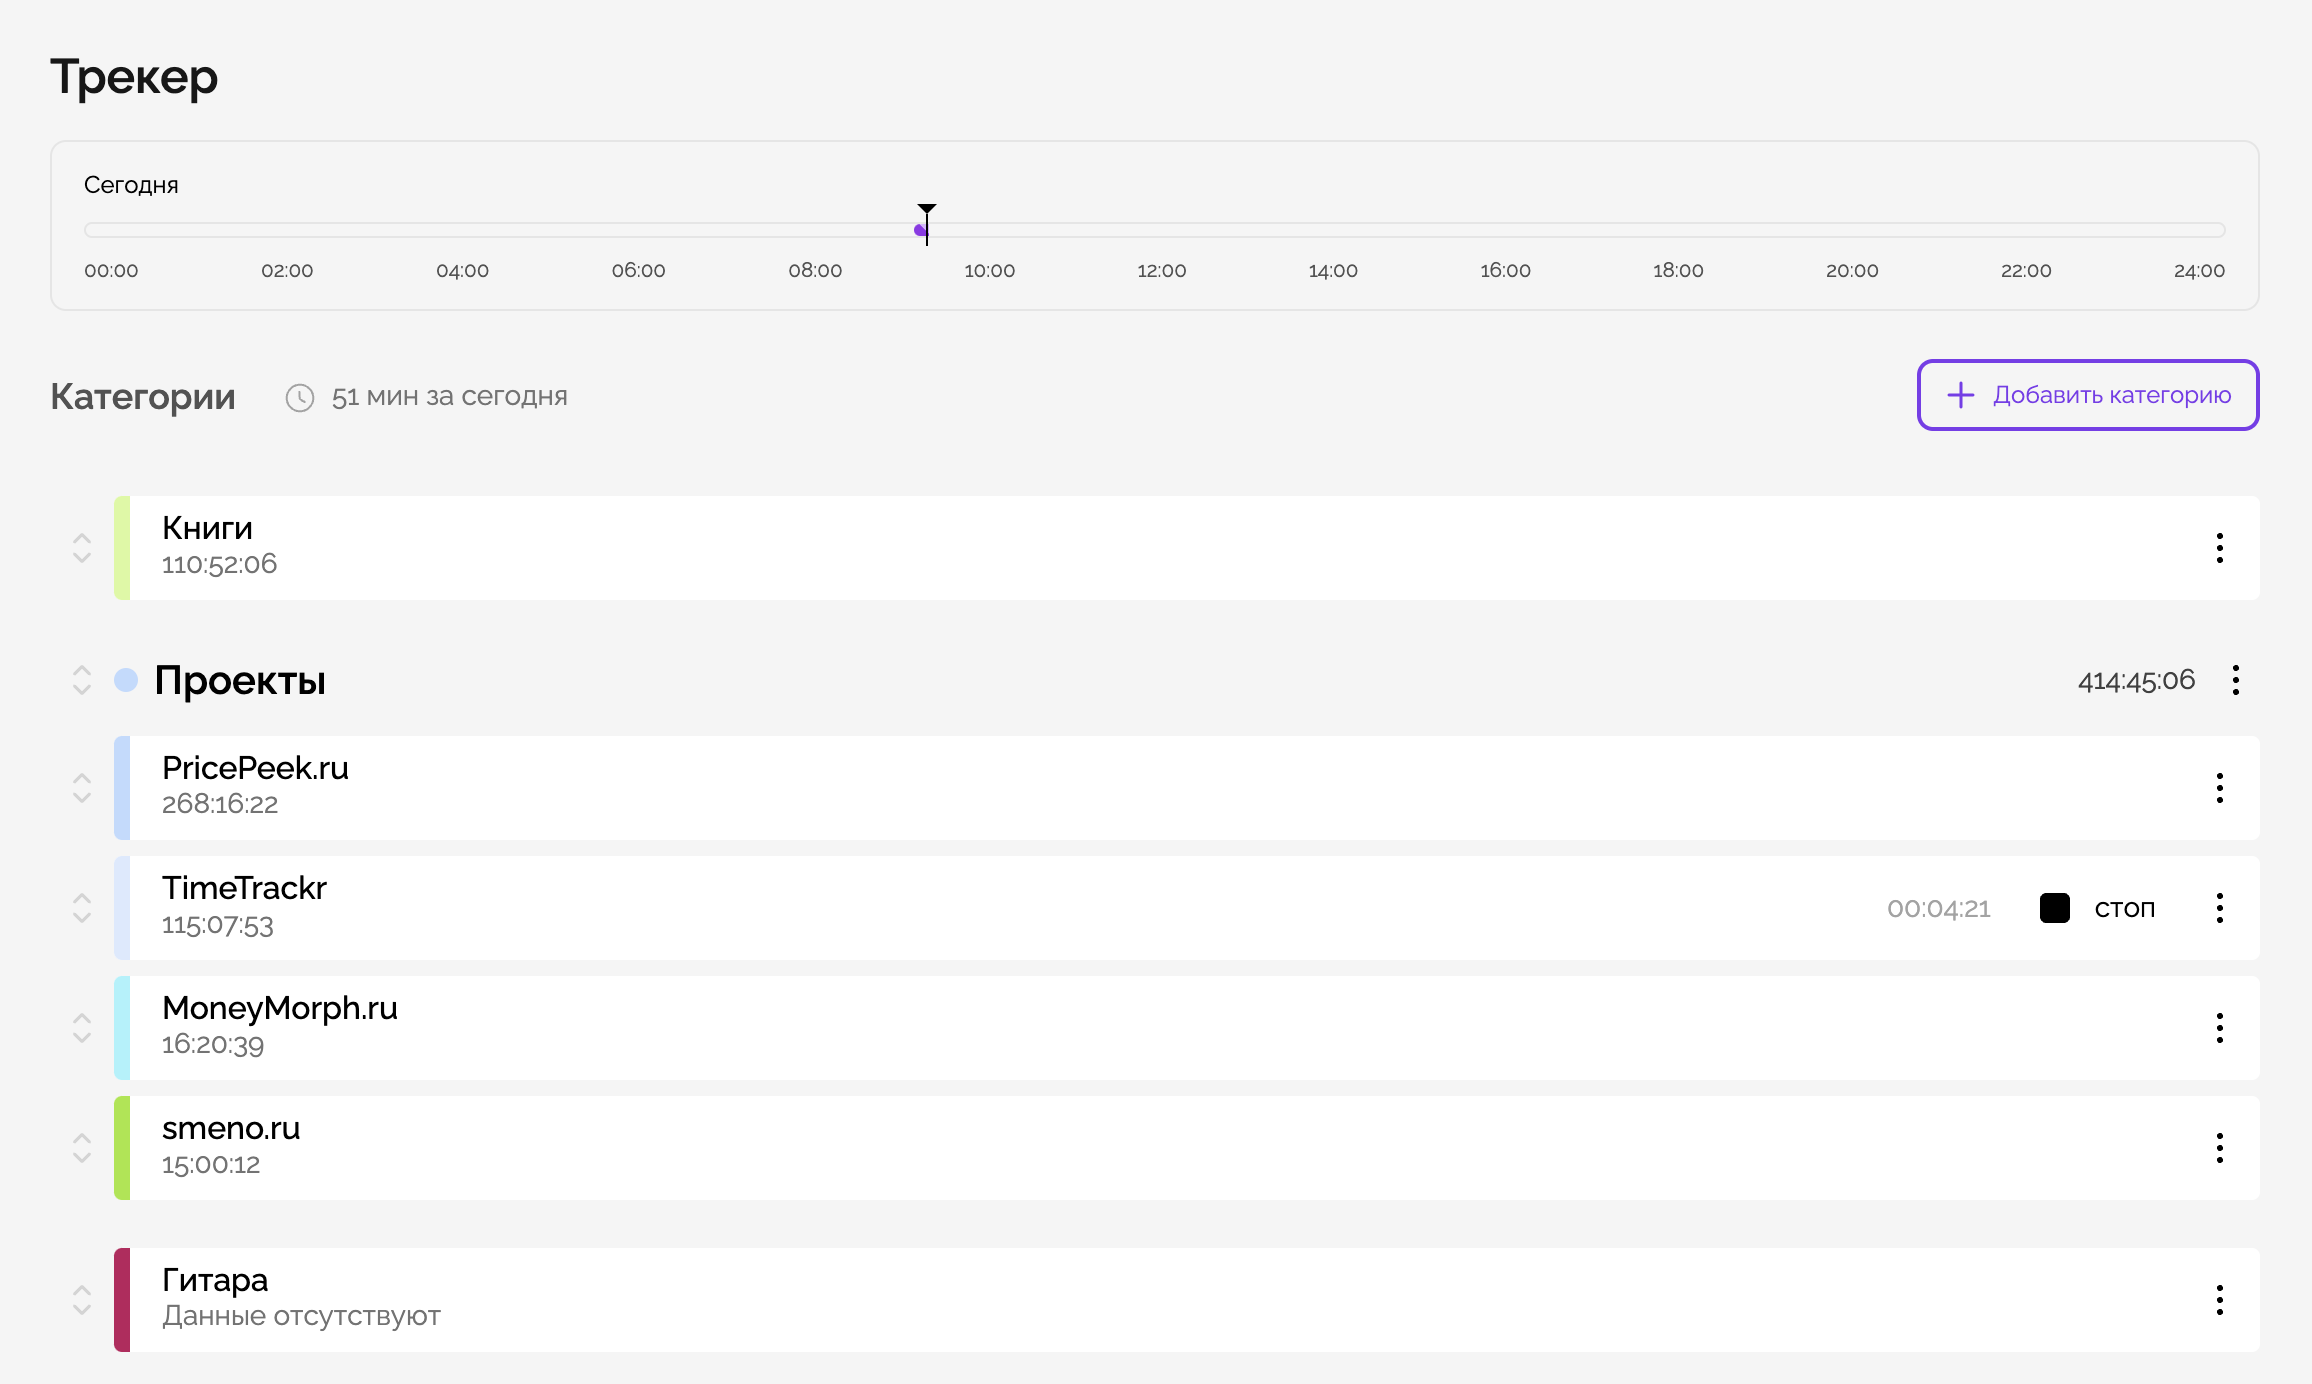 Трекер
Сегодня
00:00 02:00 04:00 06:00 08:00 10:00 12:00 14:00 16:00 18:00 20:00 22:00 24:00
Категории 51 мин за сегодня Добавить категорию
Книги
110:52:06
Проекты 414:45:06
PricePeek.ru
268:16:22
TimeTrackr
115:07:53
00:04:21 стоп
MoneyMorph.ru
16:20:39
smeno.ru
15:00:12
Гитара
Данные отсутствуют